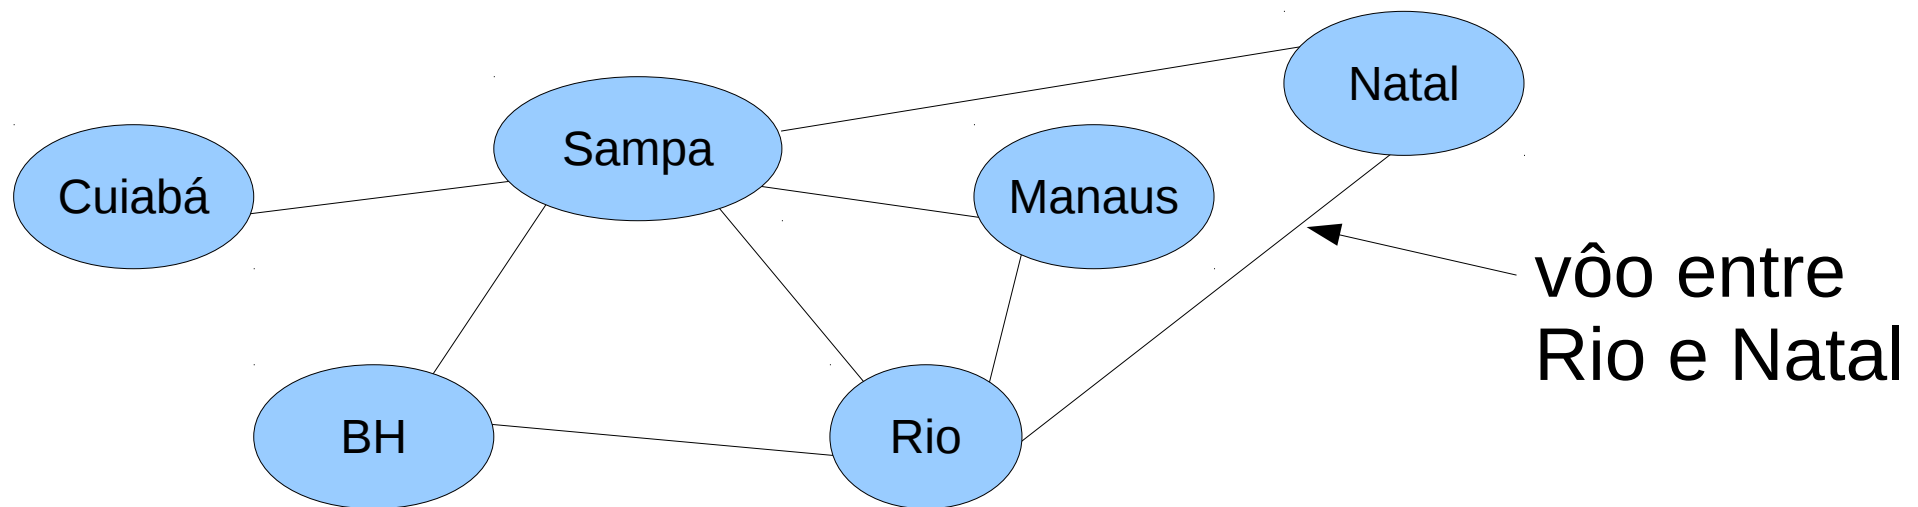 Natal
Sampa
Manaus
Cuiabá
vôo entre
Rio e Natal
BH
Rio